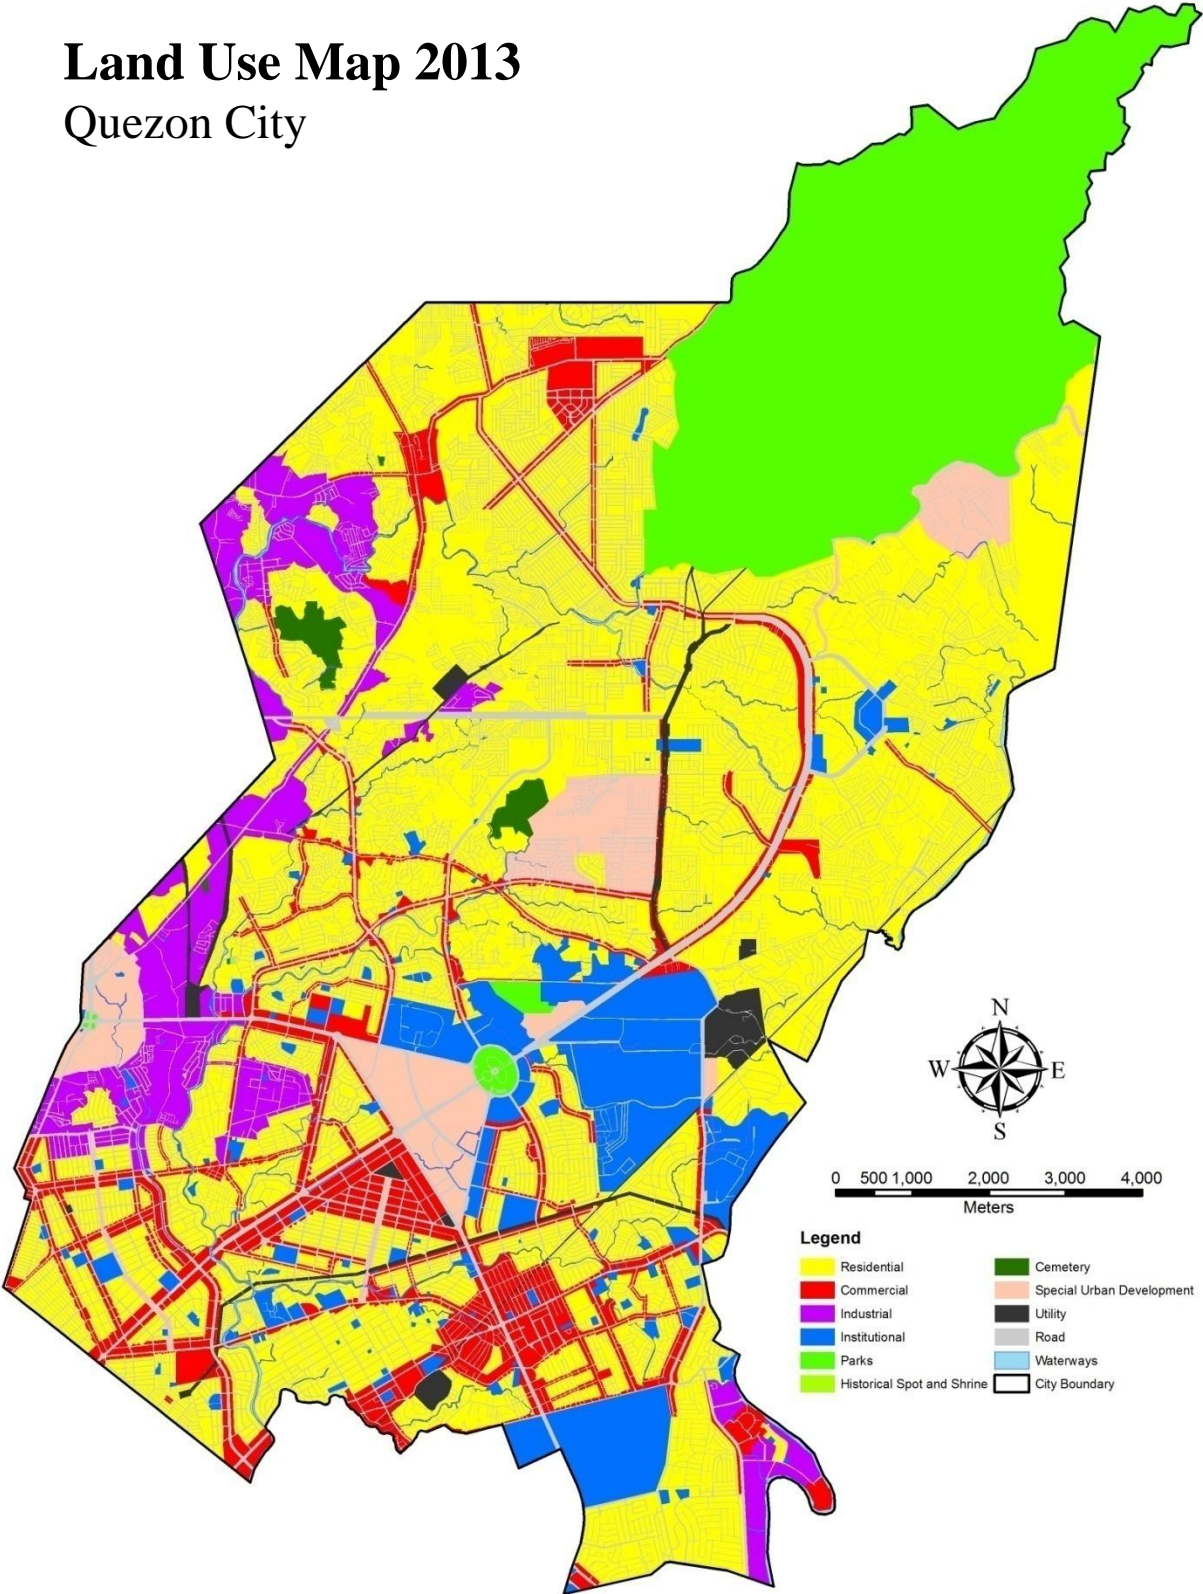 Land Use Map 2013
Quezon City
N
W E
S
0 500 1,000 2,000 3,000 4,000
Meters
Legend
Residential
Commercial
Industrial
Institutional
Parks
Historical Spot and Shrine
Cemetery
Special Urban Development
Utility
Road
Waterways
City Boundary